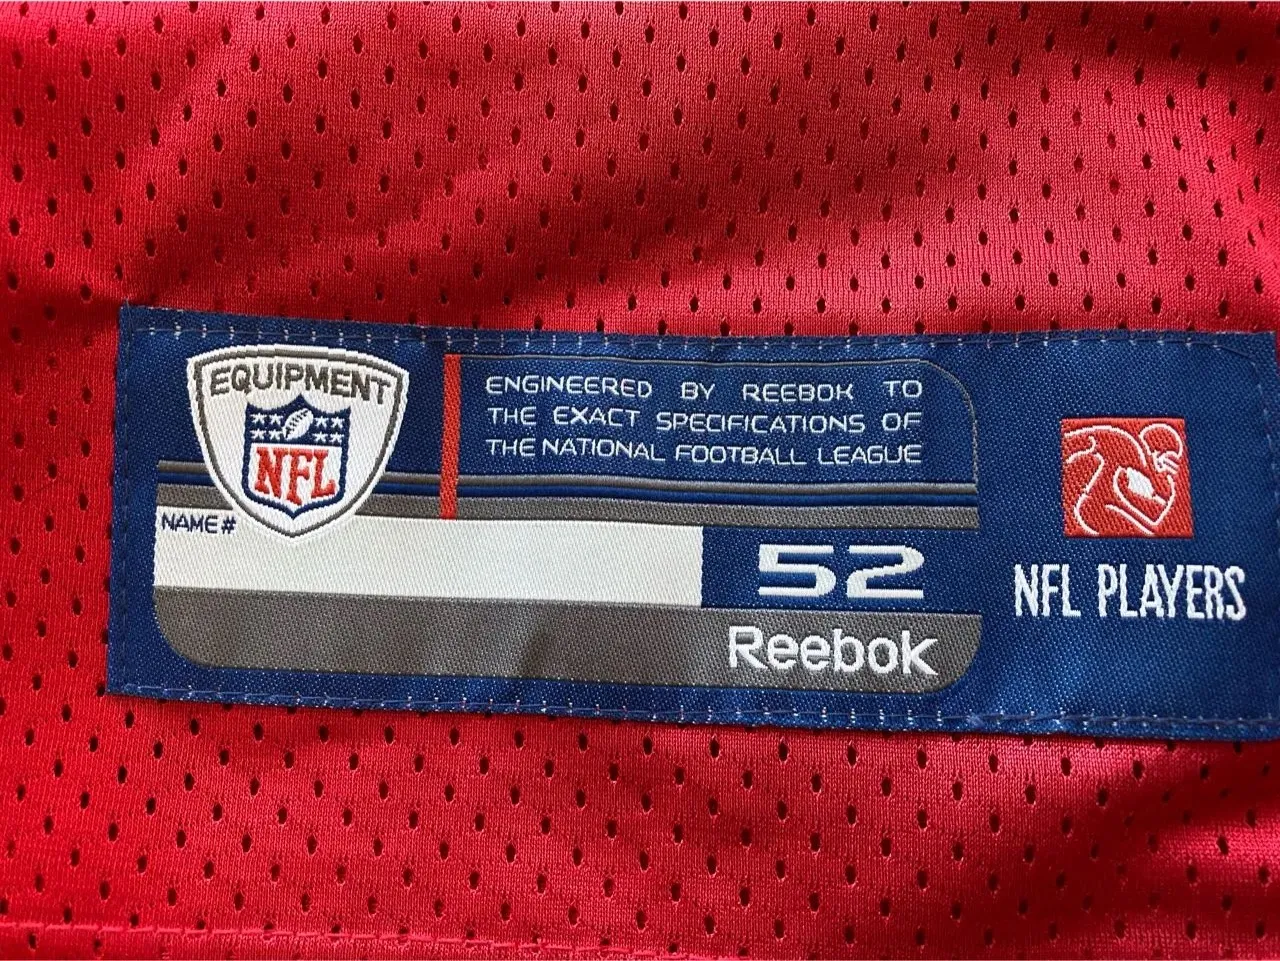 EQUIPMENT
NFL
ENGINEERED BY REEBOK TO
THE EXACT SPECIFICATIONS OF
THE NATIONAL FOOTBALL LEAGUE
NAME#
52
Reebok
NFL PLAYERS